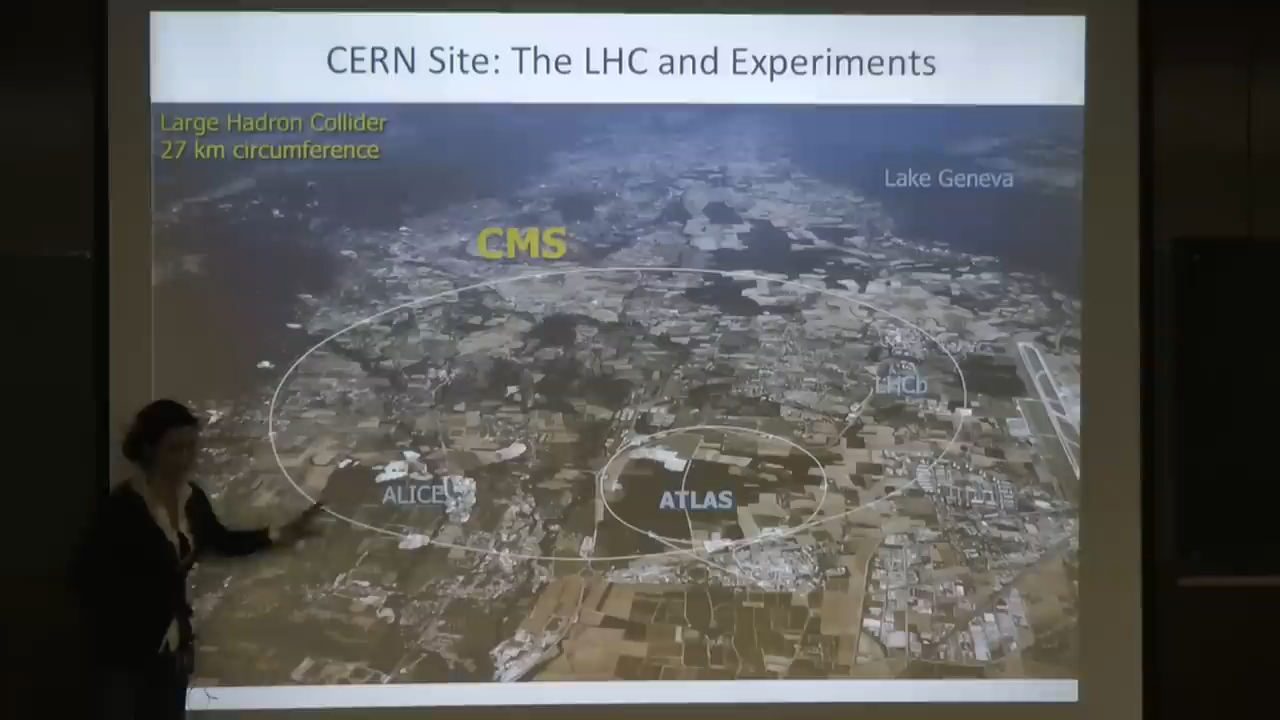 CERN Site: The LHC and Experiments
Large Hadron Collider
27 km circumference
Lake Geneva
CMS
LHCb
ALICE
ATLAS